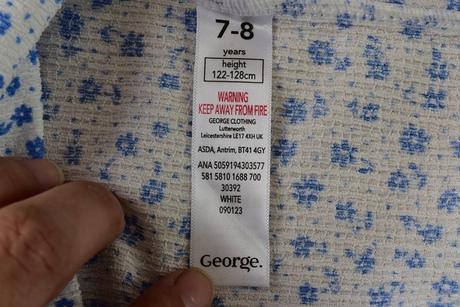 7-8
years
height
122-128cm
WARNING
KEEP AWAY FROM FIRE
GEORGE CLOTHING
Lutterworth
Leicestershire LE17 4XH UK
ASDA, Antrim, BT41 4GY
ANA 5059194303577
581 5810 1688 700
30392
WHITE
090123
George.